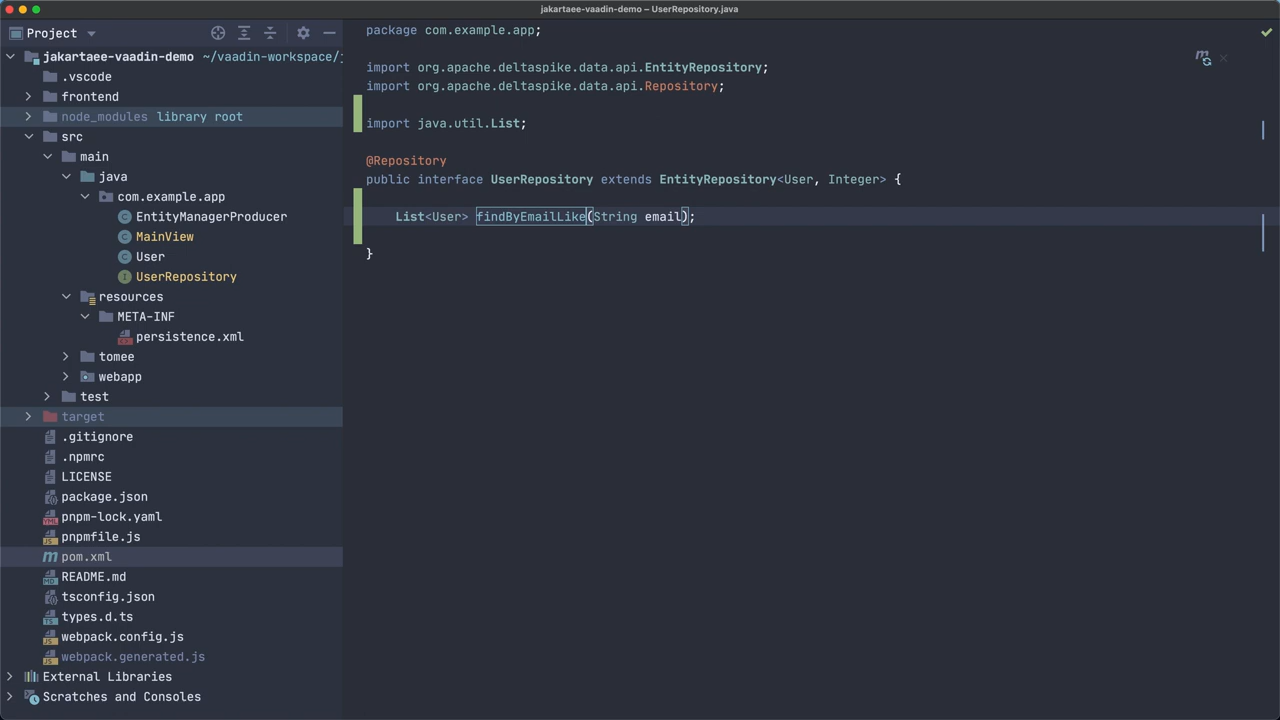 jakartaee-vaadin-demo – UserRepository.java
Project
jakartaee-vaadin-demo ~/vaadin-workspace/j
.vscode
frontend
node_modules library root
src
main
java
com.example.app
EntityManagerProducer
MainView
User
UserRepository
resources
META-INF
persistence.xml
tomee
webapp
test
target
.gitignore
.npmrc
LICENSE
package.json
pnpm-lock.yaml
pnpmfile.js
pom.xml
README.md
tsconfig.json
types.d.ts
webpack.config.js
webpack.generated.js
External Libraries
Scratches and Consoles
package com.example.app;
import org.apache.deltaspike.data.api.EntityRepository;
import org.apache.deltaspike.data.api.Repository;
import java.util.List;
@Repository
public interface UserRepository extends EntityRepository<User, Integer> {
List<User> findByEmailLike(String email);
}